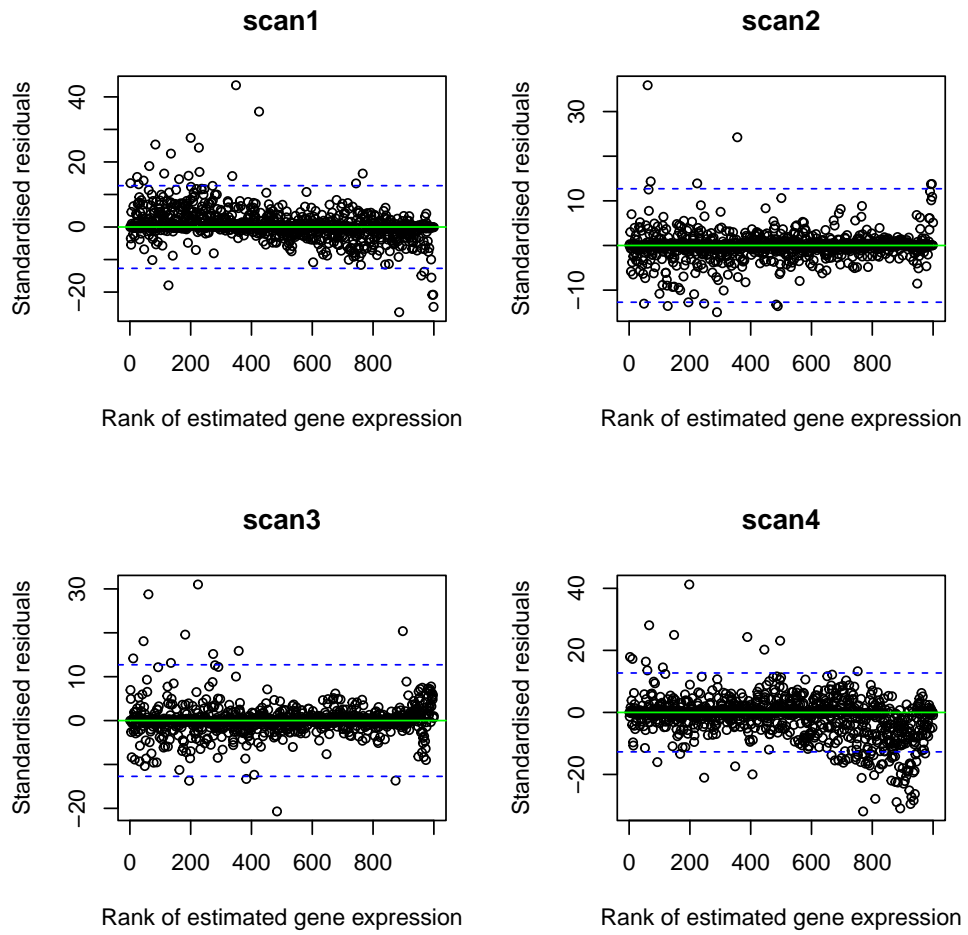 scan1
scan2
Standardised residuals
40
20
0
−20
Standardised residuals
30
10
0
−10
0 200 400 600 800
0 200 400 600 800
Rank of estimated gene expression
Rank of estimated gene expression
scan3
scan4
Standardised residuals
30
10
0
−20
Standardised residuals
40
20
0
−20
0 200 400 600 800
0 200 400 600 800
Rank of estimated gene expression
Rank of estimated gene expression